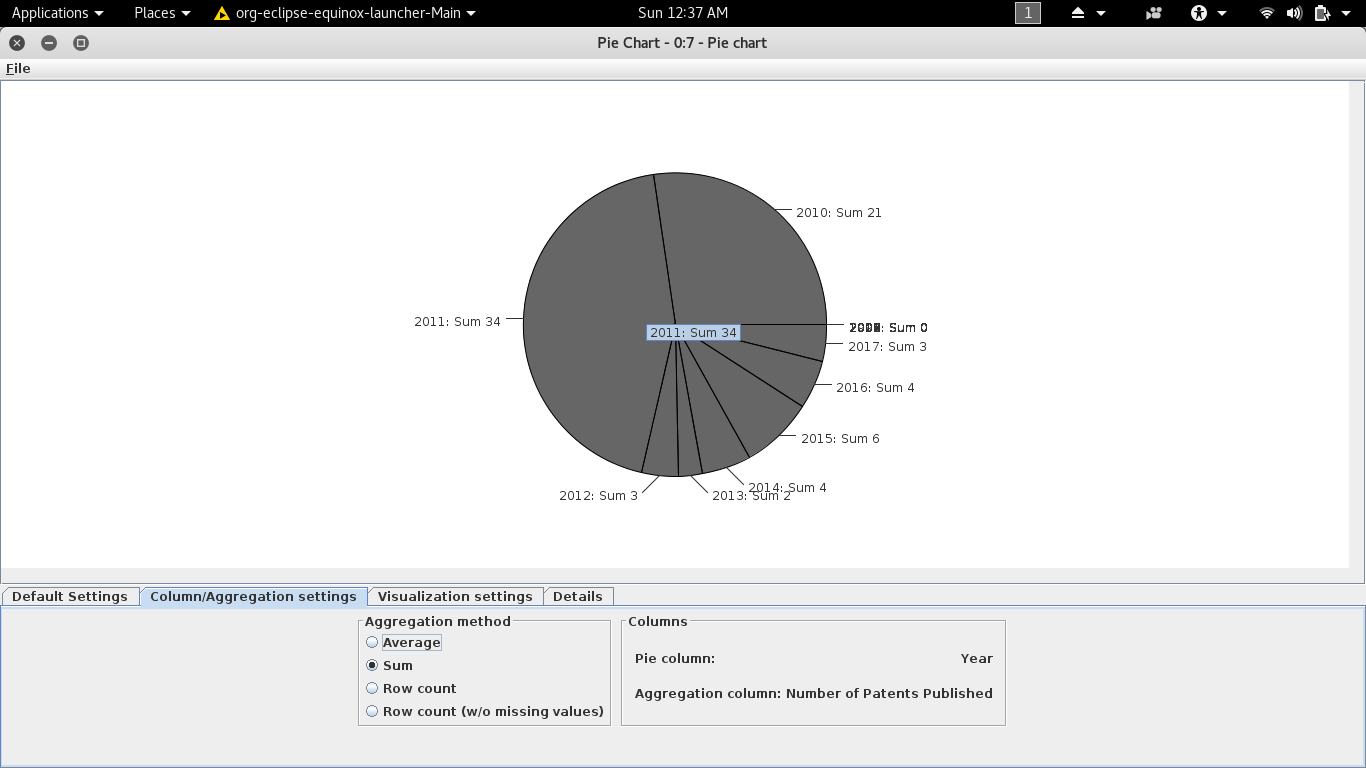 Applications Places org-eclipse-equinox-launcher-Main Sun 12:37 AM 1
Pie Chart - 0:7 - Pie chart
File
2010: Sum 21
2011: Sum 34
2011: Sum 34
Sum 0
2017: Sum 3
2016: Sum 4
2015: Sum 6
2014: Sum 4
2012: Sum 3
2013: Sum 2
Default Settings Column/Aggregation settings Visualization settings Details
Aggregation method
Average
Sum
Row count
Row count (w/o missing values)
Columns
Pie column: Year
Aggregation column: Number of Patents Published